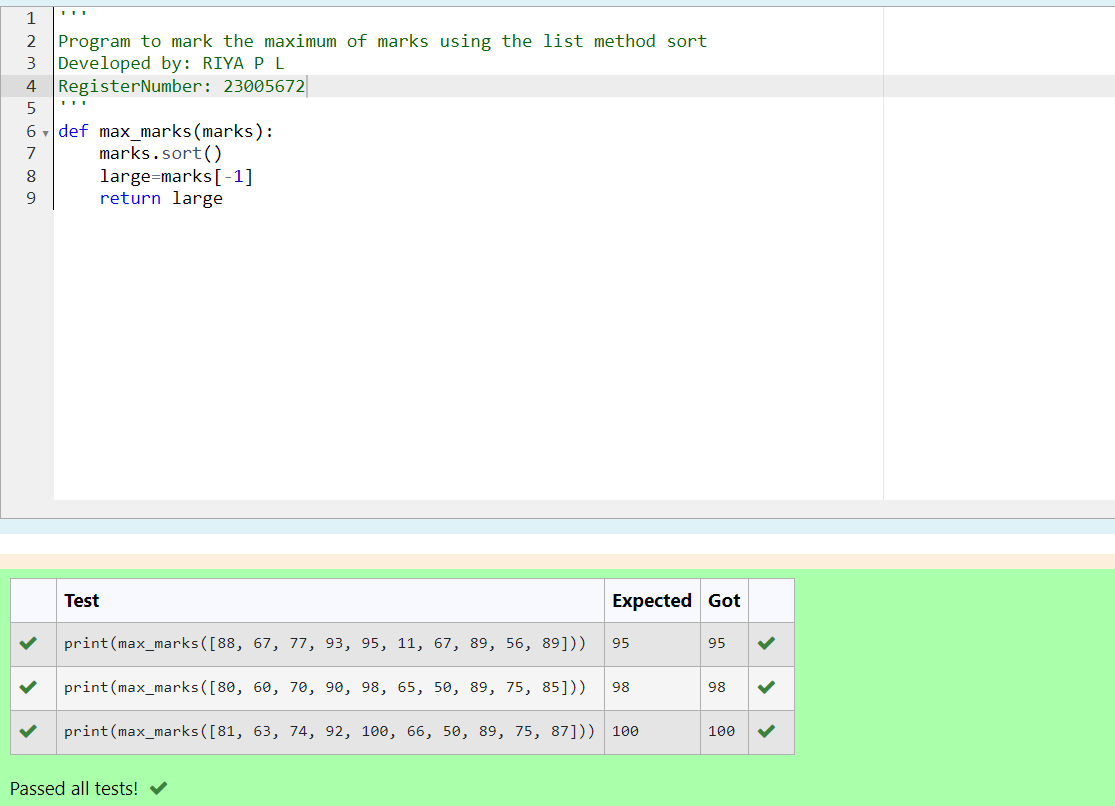 1 '''
2 Program to mark the maximum of marks using the list method sort
3 Developed by: RIYA P L
4 RegisterNumber: 23005672
5 '''
6 def max_marks(marks):
7     marks.sort()
8     large=marks[-1]
9     return large
Test Expected Got
print(max_marks([88, 67, 77, 93, 95, 11, 67, 89, 56, 89])) 95 95
print(max_marks([80, 60, 70, 90, 98, 65, 50, 89, 75, 85])) 98 98
print(max_marks([81, 63, 74, 92, 100, 66, 50, 89, 75, 87])) 100 100
Passed all tests!